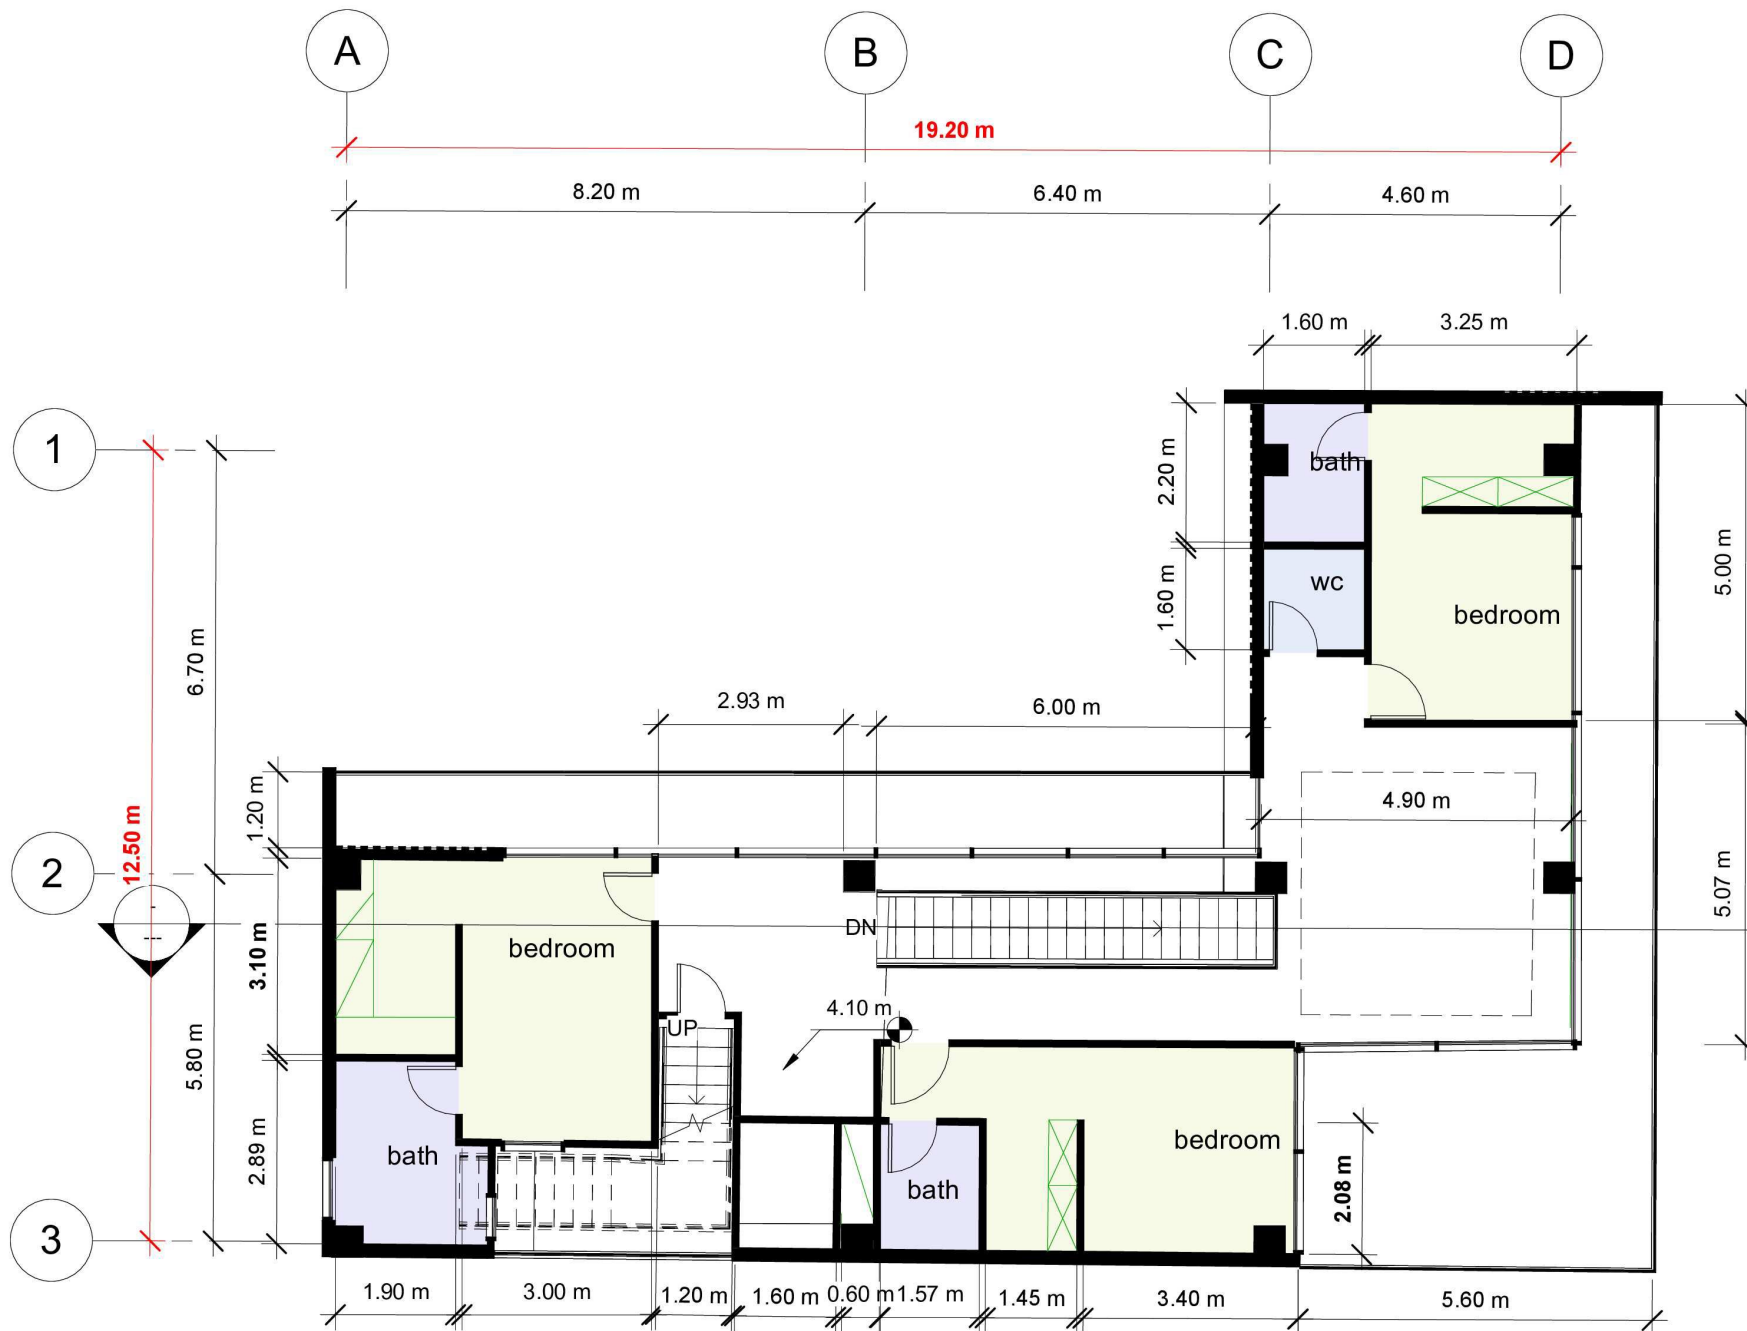 A
B
C
D
19.20 m
8.20 m
6.40 m
4.60 m
1.60 m
3.25 m
1
2.20 m
bath
5.00 m
wc
1.60 m
bedroom
6.70 m
2.93 m
6.00 m
1.20 m
4.90 m
12.50 m
2
-
---
3.10 m
bedroom
DN
5.07 m
4.10 m
UP
5.80 m
2.89 m
bath
bedroom
bath
2.08 m
3
1.90 m
3.00 m
1.20 m
1.60 m
0.60 m
1.57 m
1.45 m
3.40 m
5.60 m